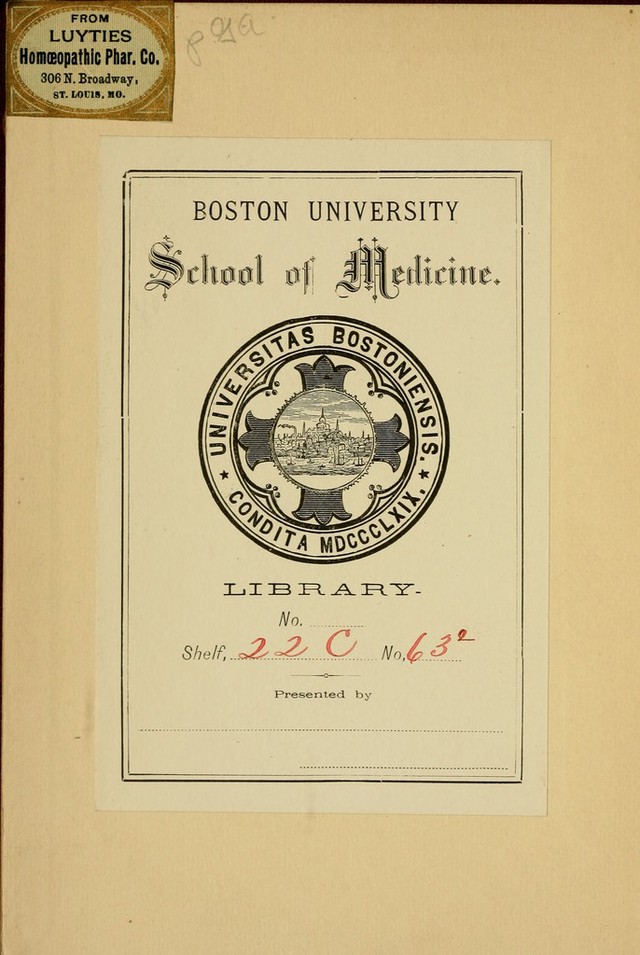 FROM
LUYTIES
Homœopathic Phar. Co.
306 N. Broadway,
ST. LOUIS, MO.
BOSTON UNIVERSITY
School of Medicine.
UNIVERSITAS BOSTONIENSIS.
★ CONDITA MDCCCLXIX. ★
LIBRARY-
No.
Shelf, 22 C No, 63²
Presented by